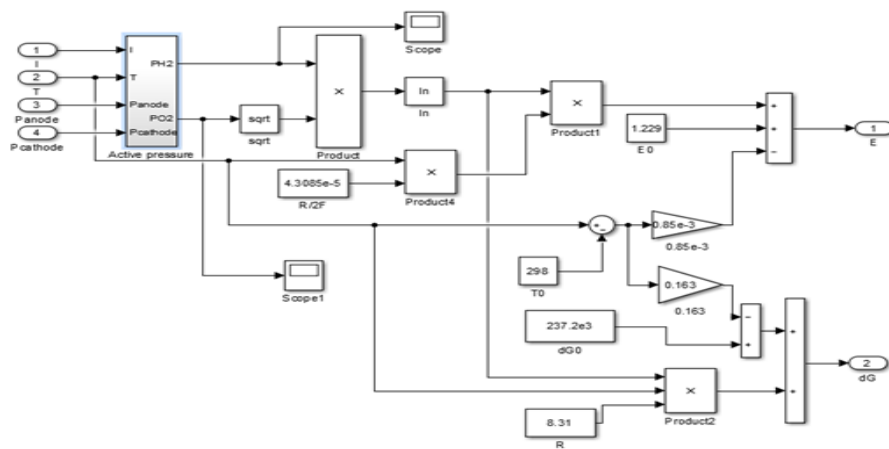 1
I
2
T
3
Panode
4
Pcathode
I
T
Panode
Pcathode
PH2
PO2
Active pressure
Scope
sqrt
sqrt
×
Product
ln
ln
×
Product1
1.229
E0
+
+
−
1
E
4.3085e-5
R/2F
×
Product4
+
−
0.85e-3
0.85e-3
298
T0
Scope1
0.163
0.163
237.2e3
dG0
−
+
+
+
2
dG
8.31
R
×
Product2